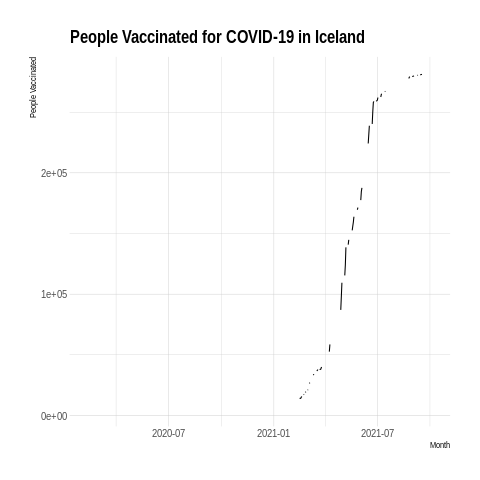 People Vaccinated for COVID-19 in Iceland
People Vaccinated
2e+05
1e+05
0e+00
2020-07 2021-01 2021-07
Month